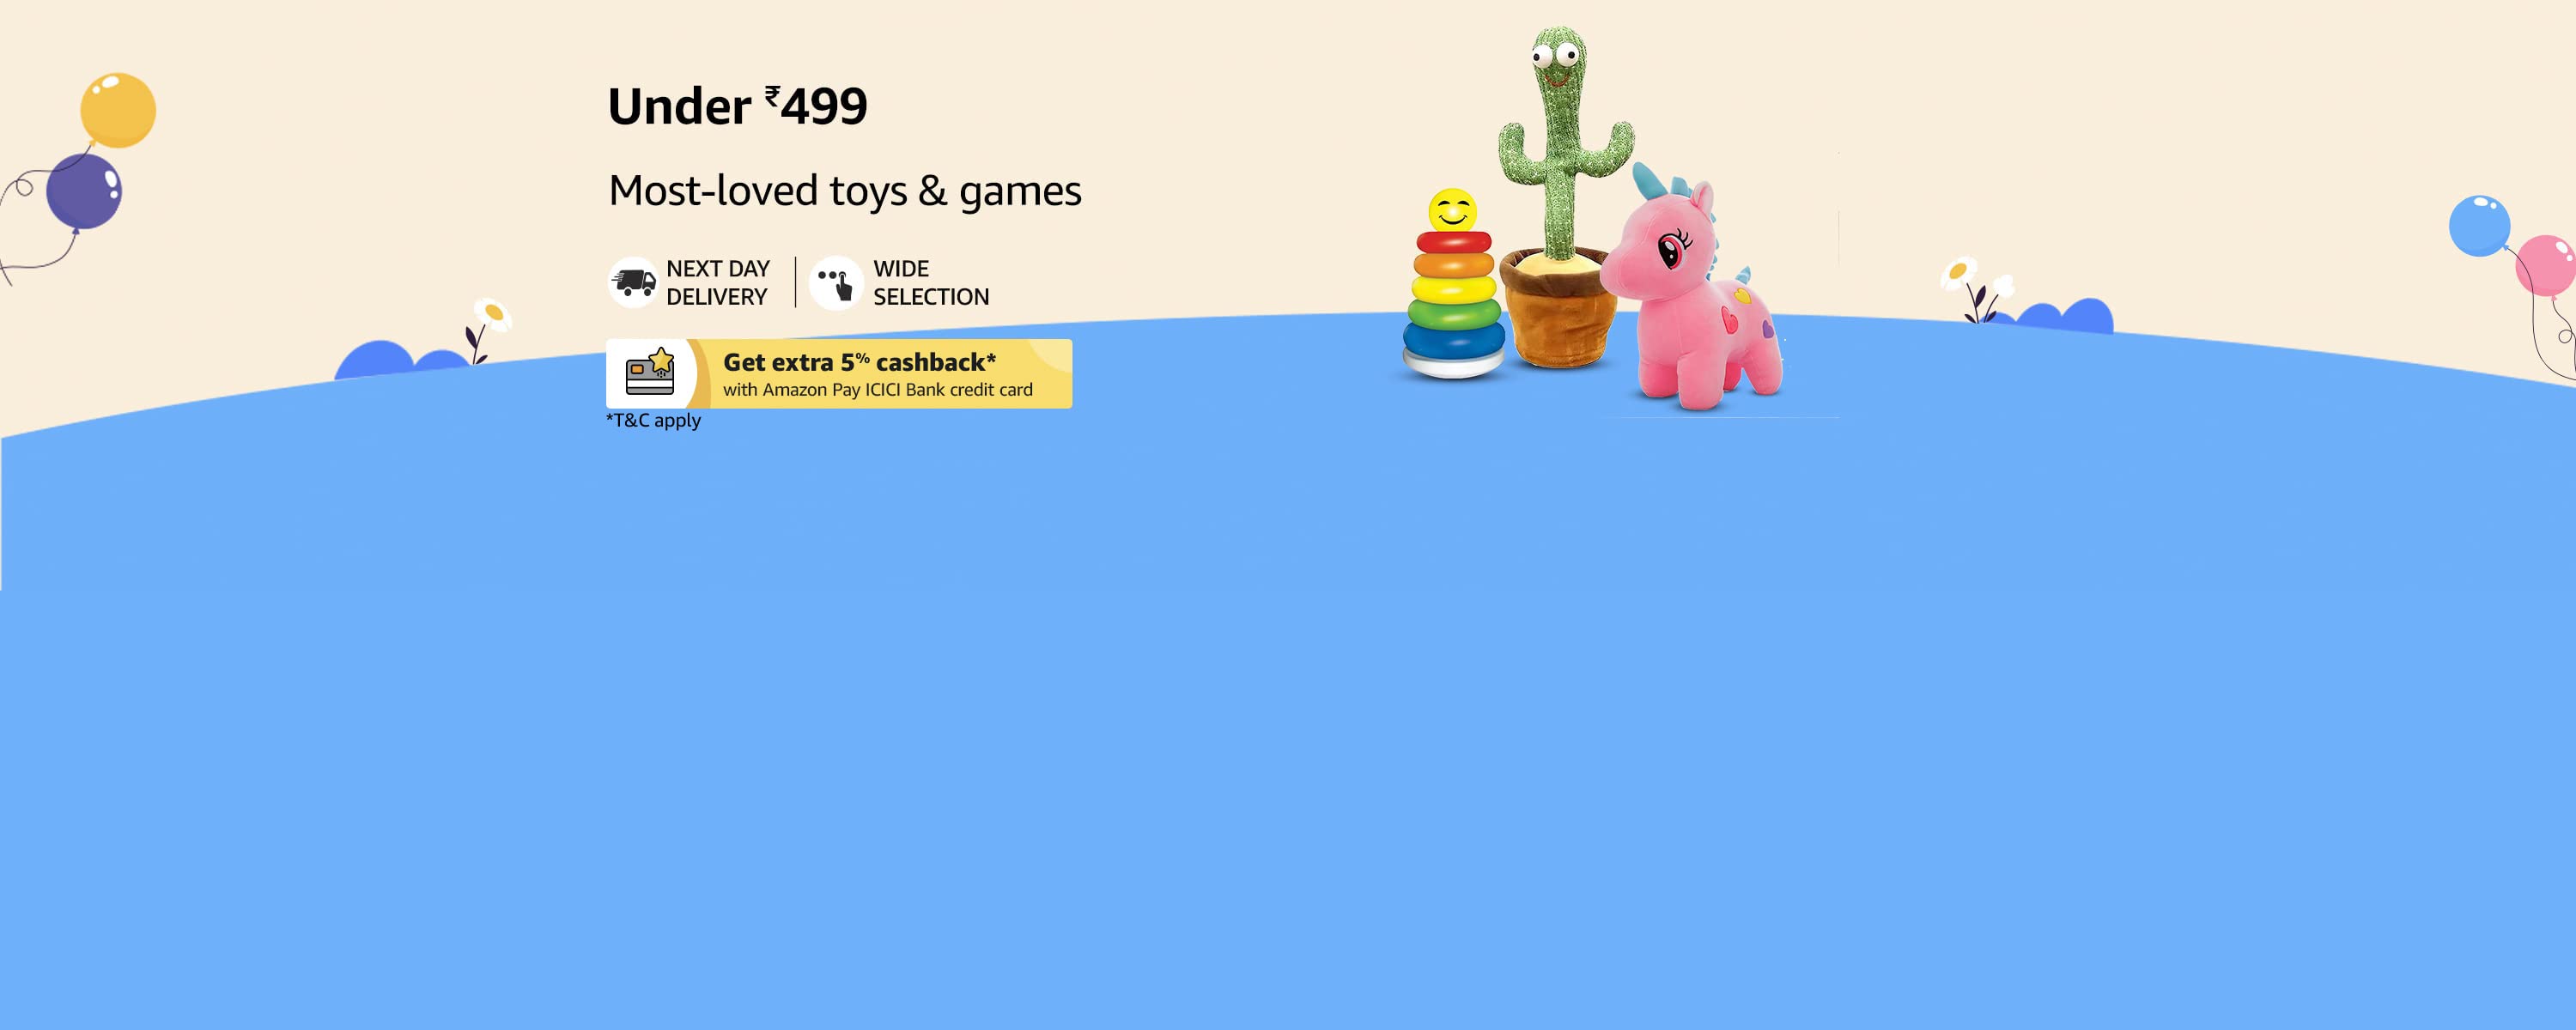 Under ₹499
Most-loved toys & games
NEXT DAY
DELIVERY
WIDE
SELECTION
Get extra 5% cashback*
with Amazon Pay ICICI Bank credit card
*T&C apply